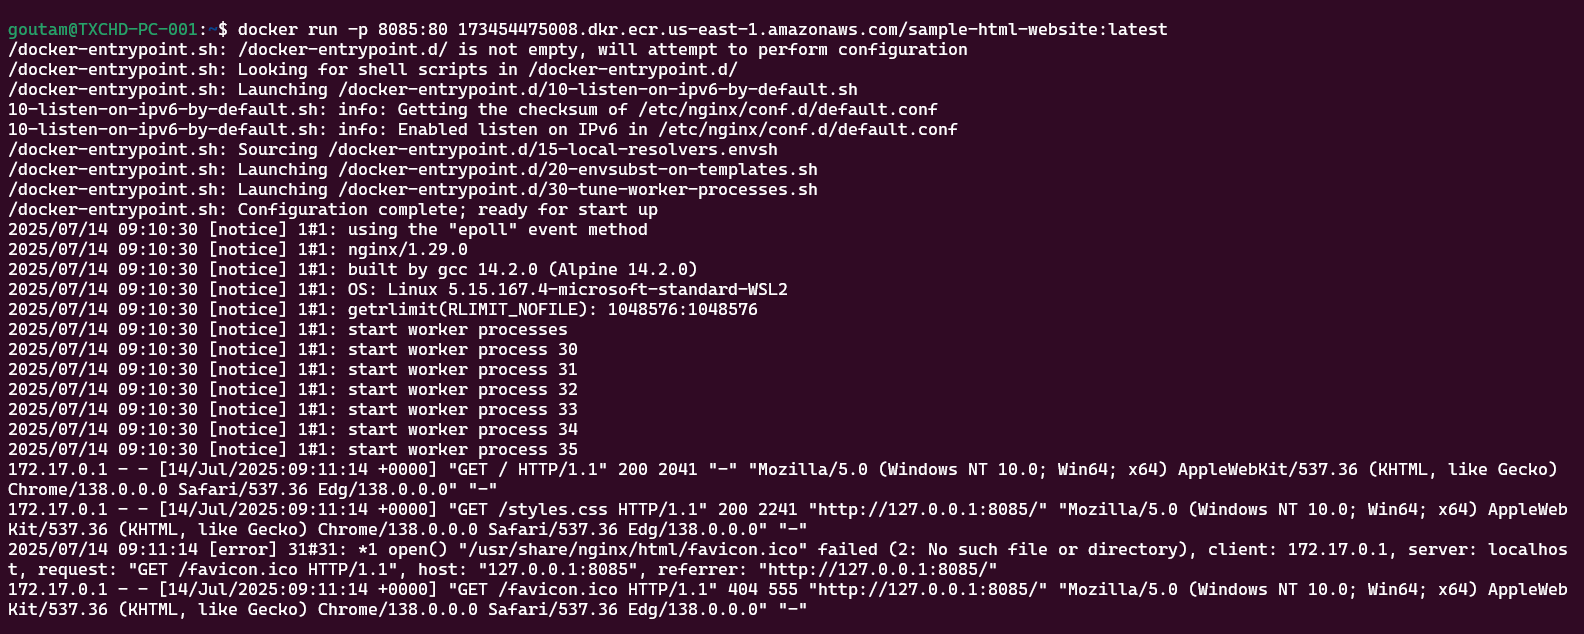 goutam@TXCHD-PC-001:~$ docker run -p 8085:80 173454475008.dkr.ecr.us-east-1.amazonaws.com/sample-html-website:latest
/docker-entrypoint.sh: /docker-entrypoint.d/ is not empty, will attempt to perform configuration
/docker-entrypoint.sh: Looking for shell scripts in /docker-entrypoint.d/
/docker-entrypoint.sh: Launching /docker-entrypoint.d/10-listen-on-ipv6-by-default.sh
10-listen-on-ipv6-by-default.sh: info: Getting the checksum of /etc/nginx/conf.d/default.conf
10-listen-on-ipv6-by-default.sh: info: Enabled listen on IPv6 in /etc/nginx/conf.d/default.conf
/docker-entrypoint.sh: Sourcing /docker-entrypoint.d/15-local-resolvers.envsh
/docker-entrypoint.sh: Launching /docker-entrypoint.d/20-envsubst-on-templates.sh
/docker-entrypoint.sh: Launching /docker-entrypoint.d/30-tune-worker-processes.sh
/docker-entrypoint.sh: Configuration complete; ready for start up
2025/07/14 09:10:30 [notice] 1#1: using the "epoll" event method
2025/07/14 09:10:30 [notice] 1#1: nginx/1.29.0
2025/07/14 09:10:30 [notice] 1#1: built by gcc 14.2.0 (Alpine 14.2.0)
2025/07/14 09:10:30 [notice] 1#1: OS: Linux 5.15.167.4-microsoft-standard-WSL2
2025/07/14 09:10:30 [notice] 1#1: getrlimit(RLIMIT_NOFILE): 1048576:1048576
2025/07/14 09:10:30 [notice] 1#1: start worker processes
2025/07/14 09:10:30 [notice] 1#1: start worker process 30
2025/07/14 09:10:30 [notice] 1#1: start worker process 31
2025/07/14 09:10:30 [notice] 1#1: start worker process 32
2025/07/14 09:10:30 [notice] 1#1: start worker process 33
2025/07/14 09:10:30 [notice] 1#1: start worker process 34
2025/07/14 09:10:30 [notice] 1#1: start worker process 35
172.17.0.1 - - [14/Jul/2025:09:11:14 +0000] "GET / HTTP/1.1" 200 2041 "-" "Mozilla/5.0 (Windows NT 10.0; Win64; x64) AppleWebKit/537.36 (KHTML, like Gecko)
Chrome/138.0.0.0 Safari/537.36 Edg/138.0.0.0" "-"
172.17.0.1 - - [14/Jul/2025:09:11:14 +0000] "GET /styles.css HTTP/1.1" 200 2241 "http://127.0.0.1:8085/" "Mozilla/5.0 (Windows NT 10.0; Win64; x64) AppleWeb
Kit/537.36 (KHTML, like Gecko) Chrome/138.0.0.0 Safari/537.36 Edg/138.0.0.0" "-"
2025/07/14 09:11:14 [error] 31#31: *1 open() "/usr/share/nginx/html/favicon.ico" failed (2: No such file or directory), client: 172.17.0.1, server: localhos
t, request: "GET /favicon.ico HTTP/1.1", host: "127.0.0.1:8085", referrer: "http://127.0.0.1:8085/"
172.17.0.1 - - [14/Jul/2025:09:11:14 +0000] "GET /favicon.ico HTTP/1.1" 404 555 "http://127.0.0.1:8085/" "Mozilla/5.0 (Windows NT 10.0; Win64; x64) AppleWeb
Kit/537.36 (KHTML, like Gecko) Chrome/138.0.0.0 Safari/537.36 Edg/138.0.0.0" "-"